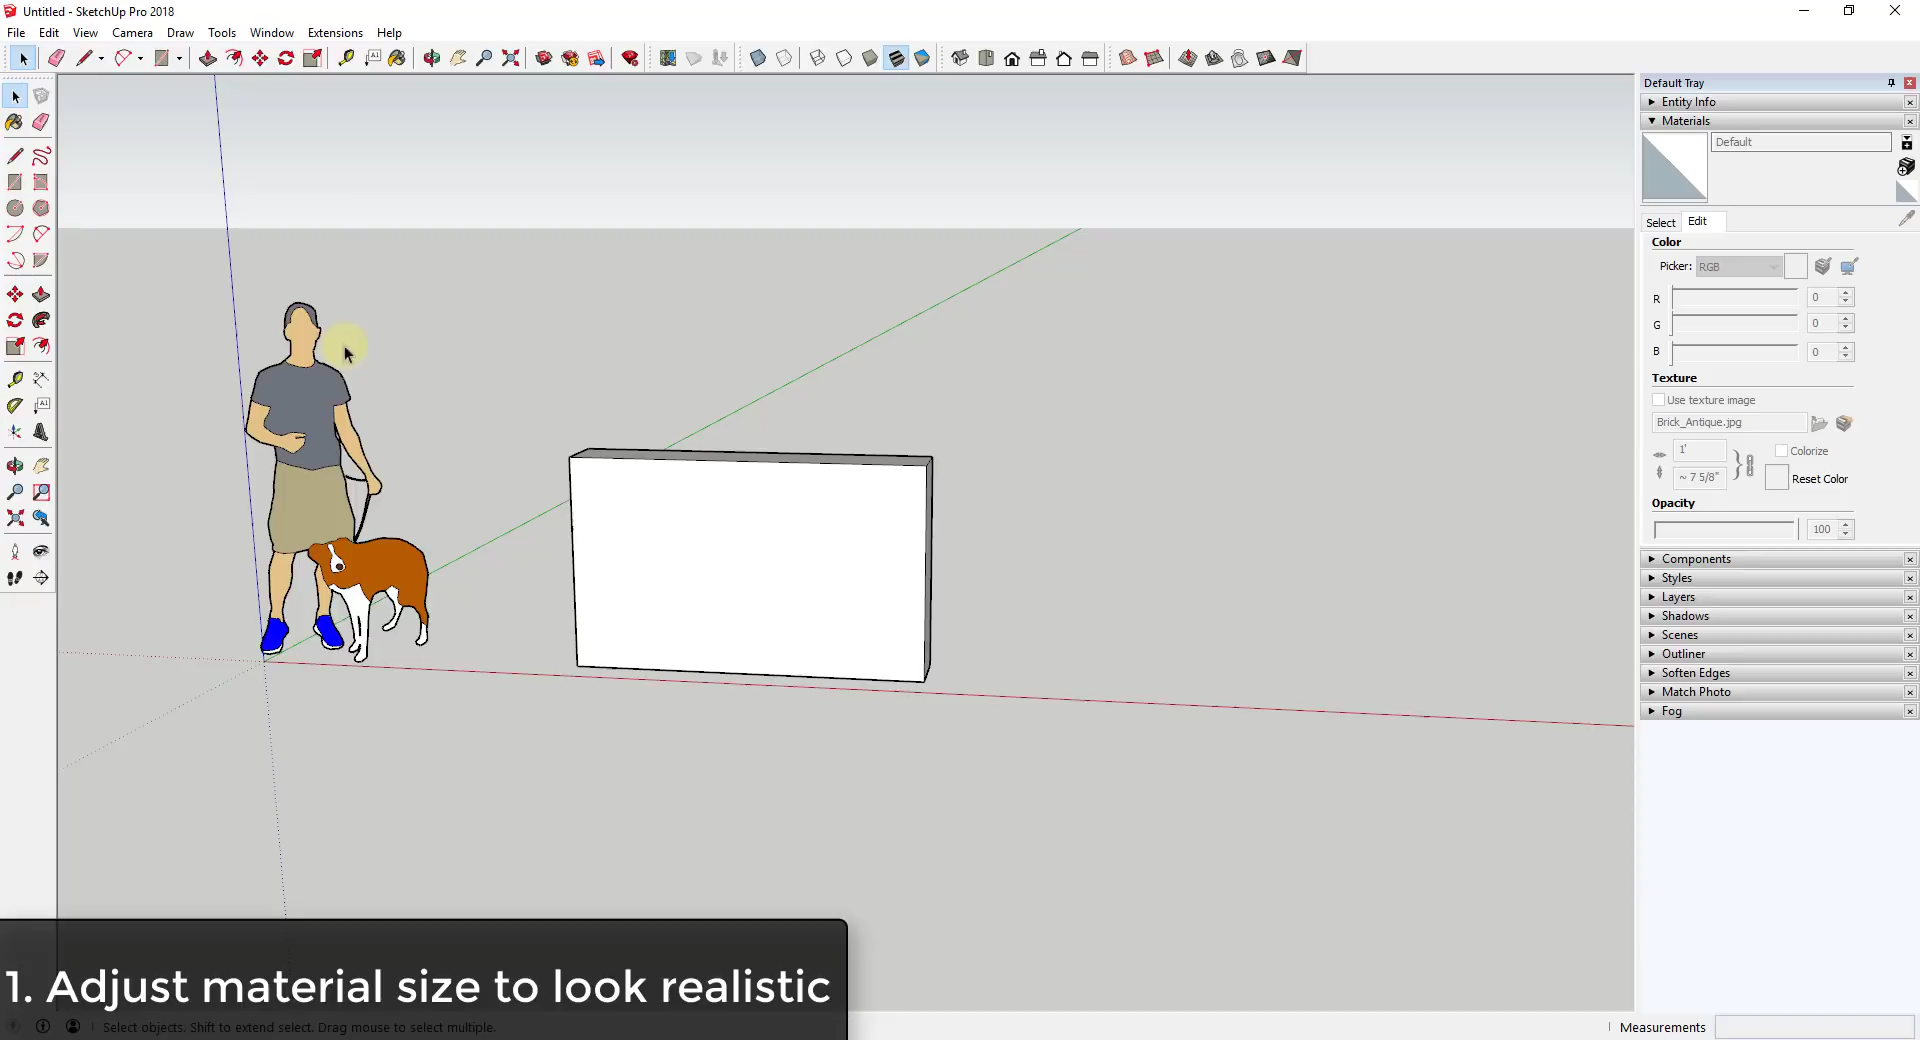 Untitled - SketchUp Pro 2018
File Edit View Camera Draw Tools Window Extensions Help
Default Tray
Entity Info
Materials
Default
Select Edit
Color
Picker: RGB
R 0
G 0
B 0
Texture
Use texture image
Brick_Antique.jpg
1' Colorize
~ 7 5/8" Reset Color
Opacity
100
Components
Styles
Layers
Shadows
Scenes
Outliner
Soften Edges
Match Photo
Fog
1. Adjust material size to look realistic
Select objects. Shift to extend select. Drag mouse to select multiple.
Measurements